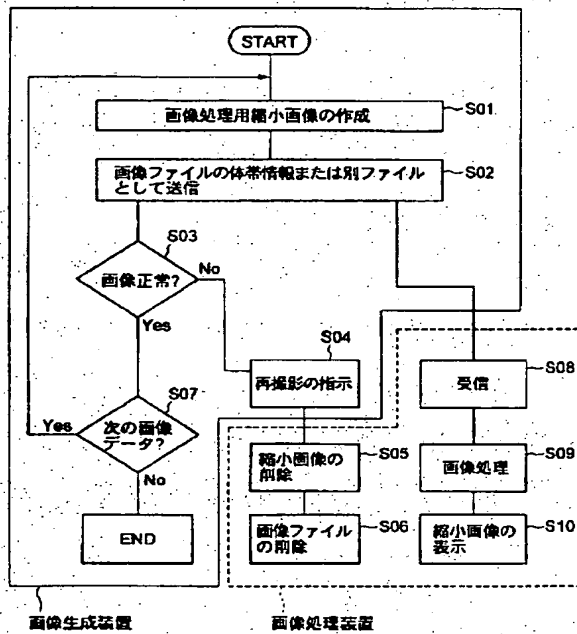 START
画像処理用縮小画像の作成
S01
画像ファイルの体帯情報または別ファイル
として送信
S02
S03
画像正常?
No
Yes
S04
再撮影の指示
S08
受信
S07
次の画像
データ?
Yes
No
縮小画像の
削除
S05
画像処理
S09
END
画像ファイル
の削除
S06
縮小画像の
表示
S10
画像生成装置
画像処理装置